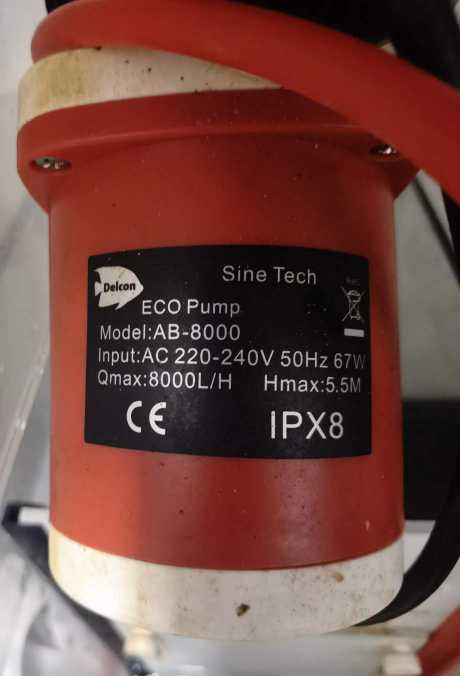 Delcon
Sine Tech
ECO Pump
Model:AB-8000
Input:AC 220-240V 50Hz 67W
Qmax:8000L/H Hmax:5.5M
CE
IPX8